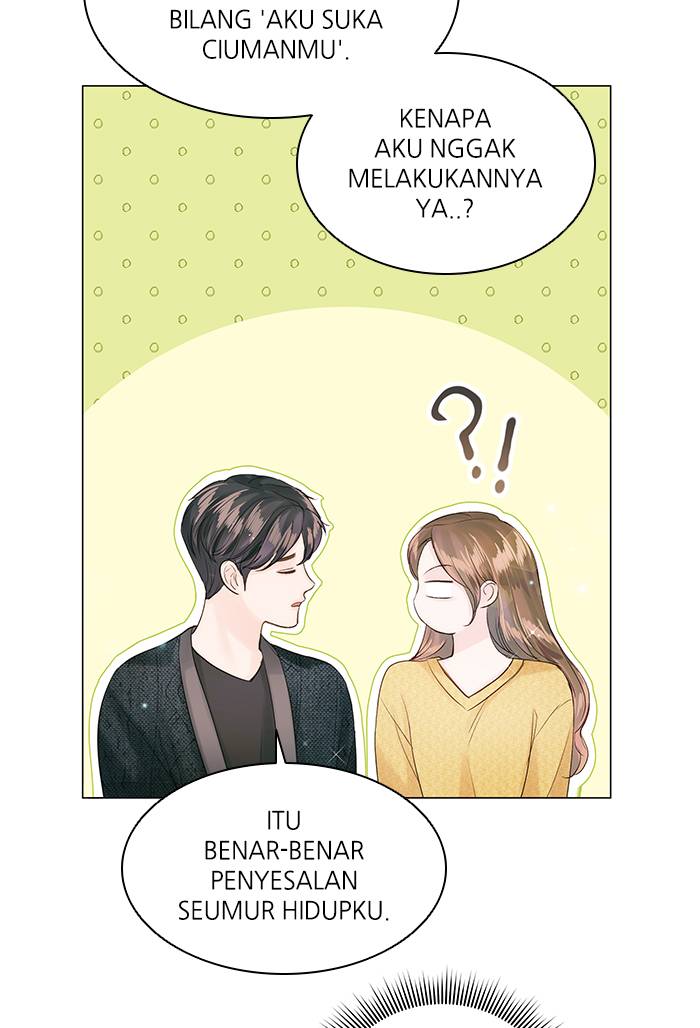 BILANG 'AKU SUKA
CIUMANMU'.
KENAPA
AKU NGGAK
MELAKUKANNYA
YA..?
?!
ITU
BENAR-BENAR
PENYESALAN
SEUMUR HIDUPKU.